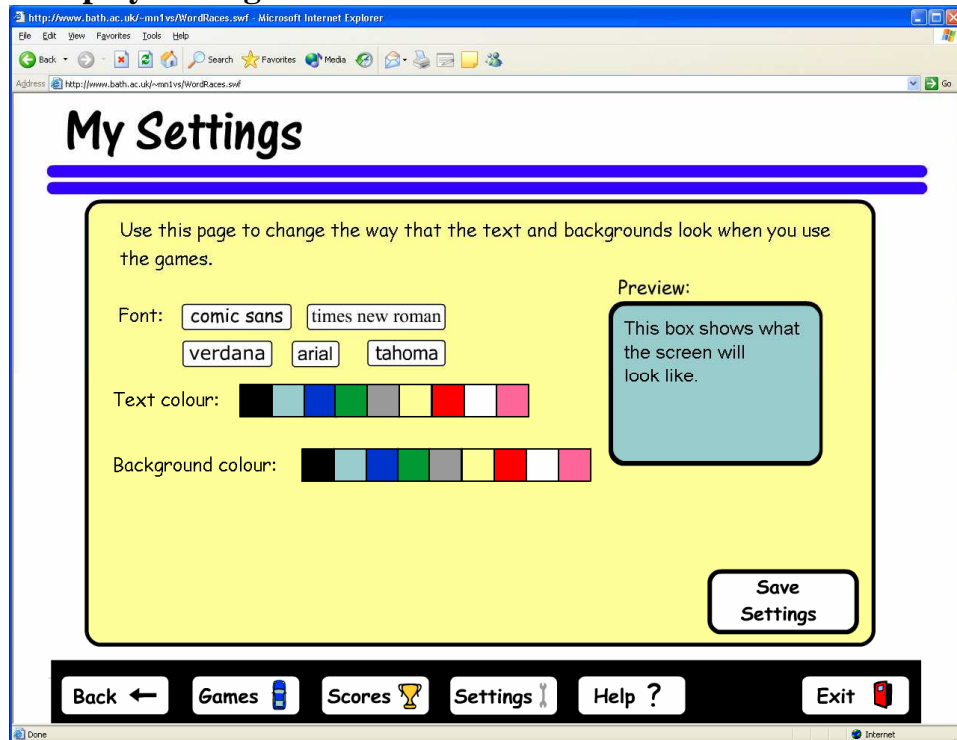 http://www.bath.ac.uk/~mn1vs/WordRaces.swf - Microsoft Internet Explorer
File Edit View Favorites Tools Help
Back Search Favorites Media
Address http://www.bath.ac.uk/~mn1vs/WordRaces.swf Go
My Settings
Use this page to change the way that the text and backgrounds look when you use
the games.
Preview:
Font: comic sans times new roman
verdana arial tahoma
This box shows what
the screen will
look like.
Text colour:
Background colour:
Save
Settings
Back Games Scores Settings Help ? Exit
Done Internet